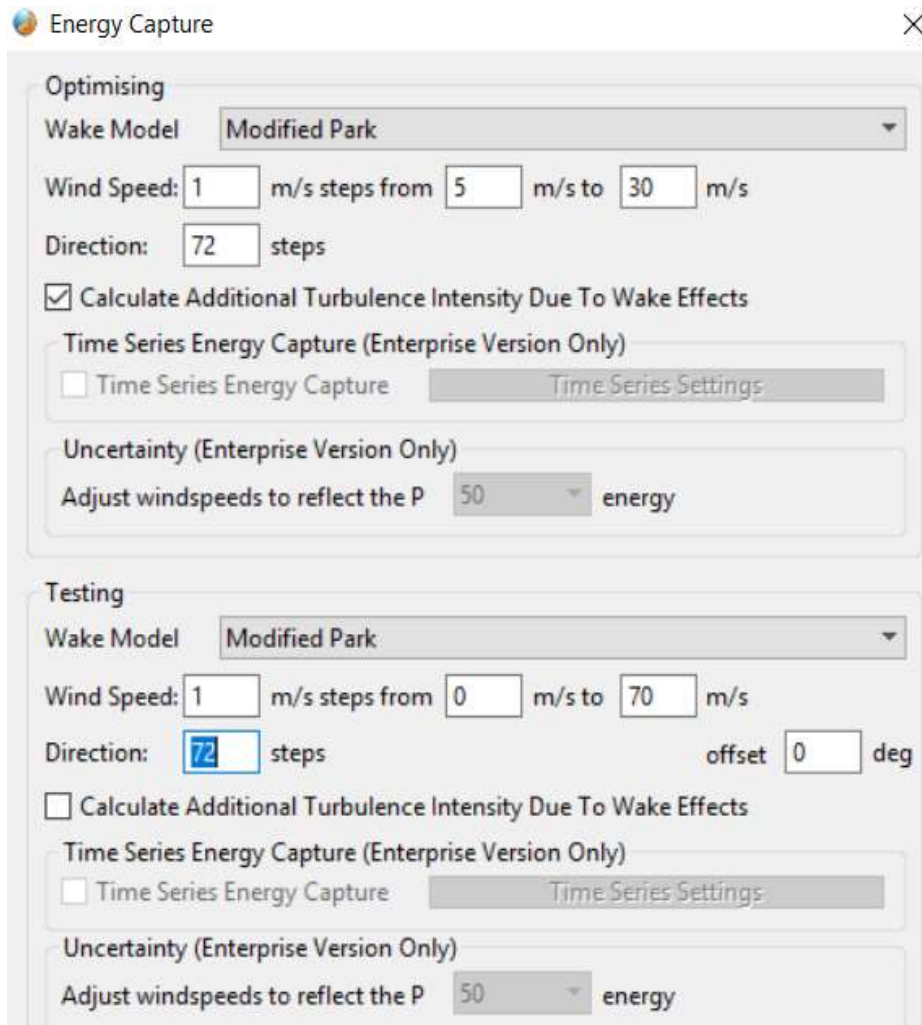 Energy Capture
Optimising
Wake Model Modified Park
Wind Speed: 1 m/s steps from 5 m/s to 30 m/s
Direction: 72 steps
Calculate Additional Turbulence Intensity Due To Wake Effects
Time Series Energy Capture (Enterprise Version Only)
Time Series Energy Capture Time Series Settings
Uncertainty (Enterprise Version Only)
Adjust windspeeds to reflect the P 50 energy
Testing
Wake Model Modified Park
Wind Speed: 1 m/s steps from 0 m/s to 70 m/s
Direction: 72 steps offset 0 deg
Calculate Additional Turbulence Intensity Due To Wake Effects
Time Series Energy Capture (Enterprise Version Only)
Time Series Energy Capture Time Series Settings
Uncertainty (Enterprise Version Only)
Adjust windspeeds to reflect the P 50 energy